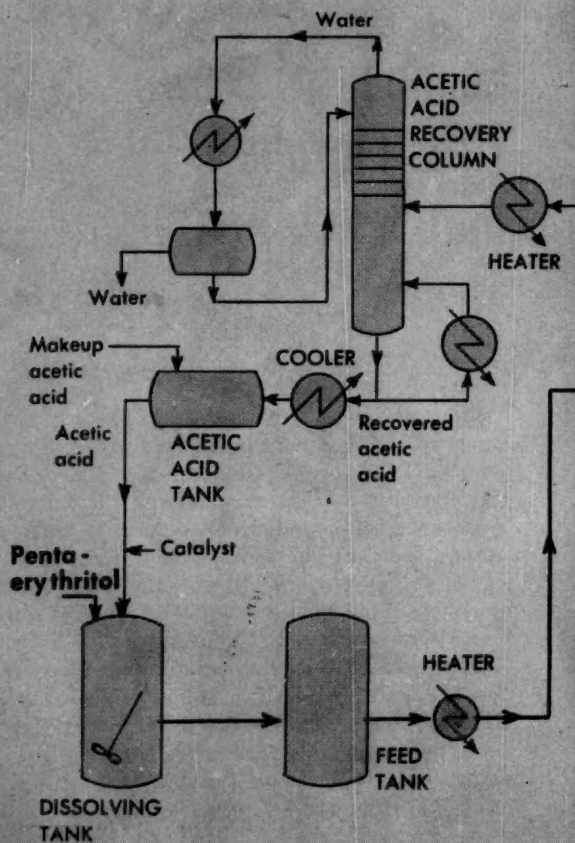 Water
ACETIC
ACID
RECOVERY
COLUMN
HEATER
Water
Makeup
acetic
acid
COOLER
Recovered
acetic
acid
Acetic
acid
ACETIC
ACID
TANK
Catalyst
Penta-
erythritol
HEATER
FEED
TANK
DISSOLVING
TANK